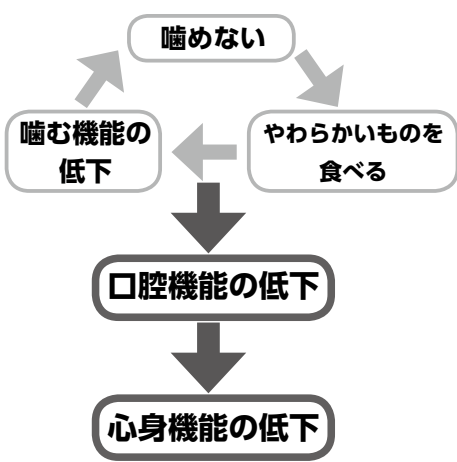 噛めない
噛む機能の
低下
やわらかいものを
食べる
口腔機能の低下
心身機能の低下